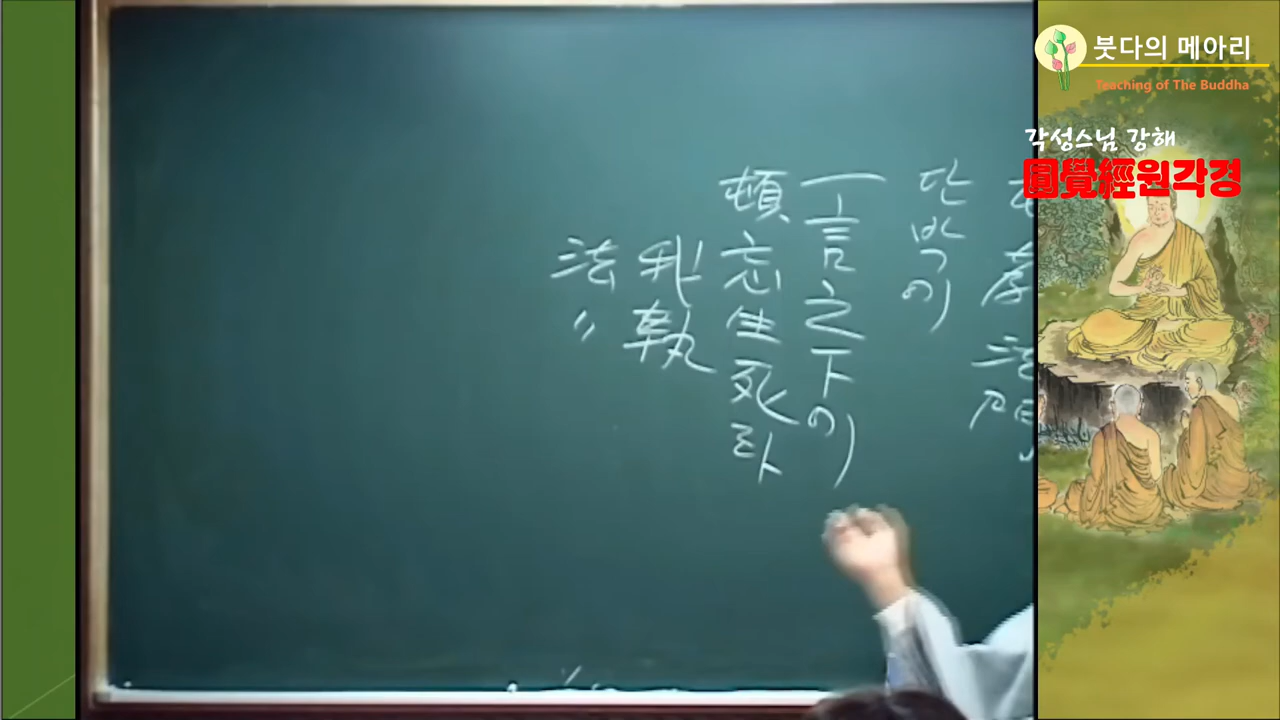 붓다의 메아리
Teaching of The Buddha
각성스님 강해
圓覺經원각경
단박에
一言之下에
頓忘生死라
我執
法〃